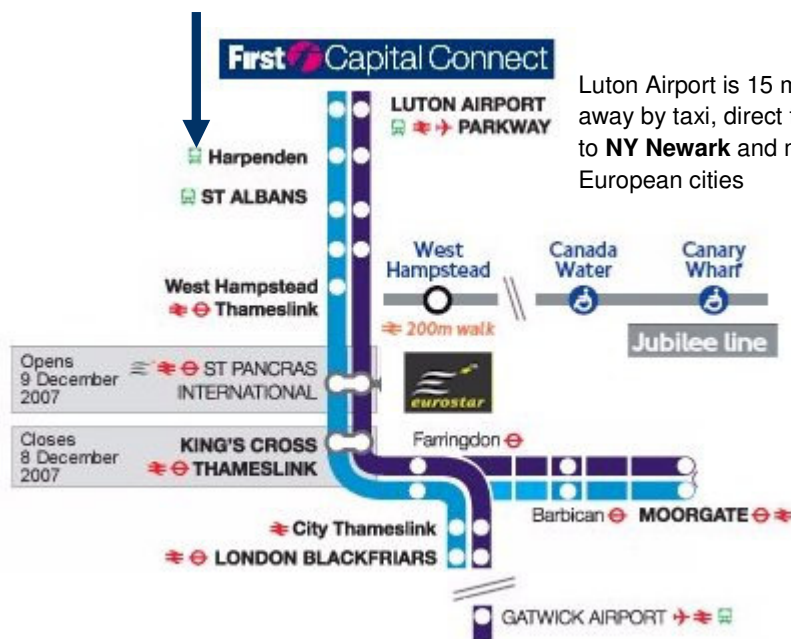 First Capital Connect
LUTON AIRPORT
PARKWAY
Luton Airport is 15
away by taxi, direct
to NY Newark and
European cities
Harpenden
ST ALBANS
West Hampstead
Thameslink
West
Hampstead
200m walk
Canada
Water
Canary
Wharf
Jubilee line
Opens
9 December
2007
ST PANCRAS
INTERNATIONAL
eurostar
Closes
8 December
2007
KING'S CROSS
THAMESLINK
Farringdon
Barbican
MOORGATE
City Thameslink
LONDON BLACKFRIARS
GATWICK AIRPORT